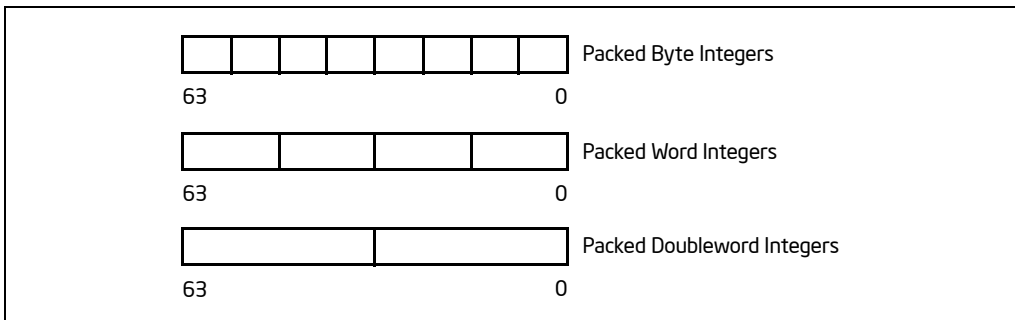 Packed Byte Integers
63 0
Packed Word Integers
63 0
Packed Doubleword Integers
63 0